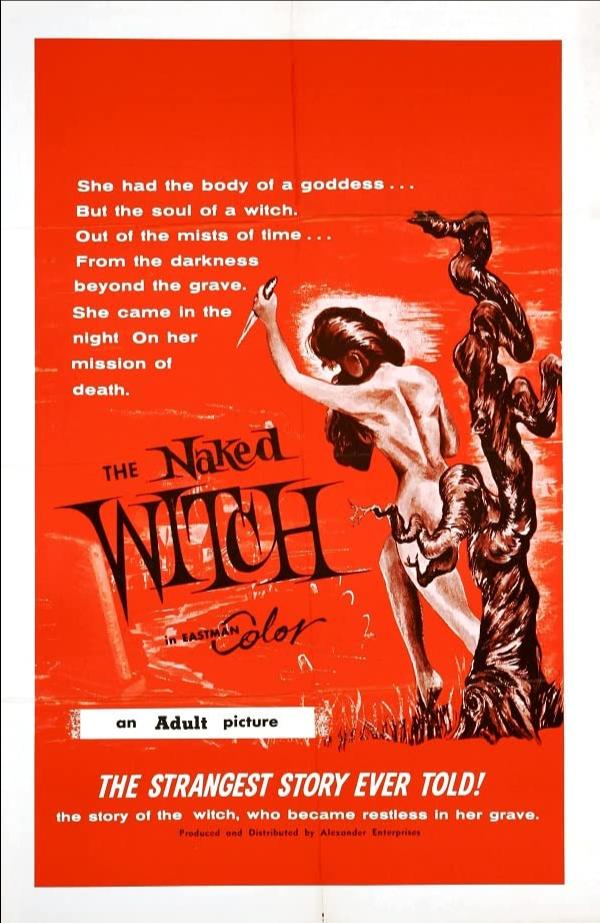 She had the body of a goddess...
But the soul of a witch.
Out of the mists of time...
From the darkness
beyond the grave.
She came in the
night On her
mission of
death.
THE Naked
WITCH
in EASTMAN Color
an Adult picture
THE STRANGEST STORY EVER TOLD!
the story of the witch, who became restless in her grave.
Produced and Distributed by Alexander Enterprises